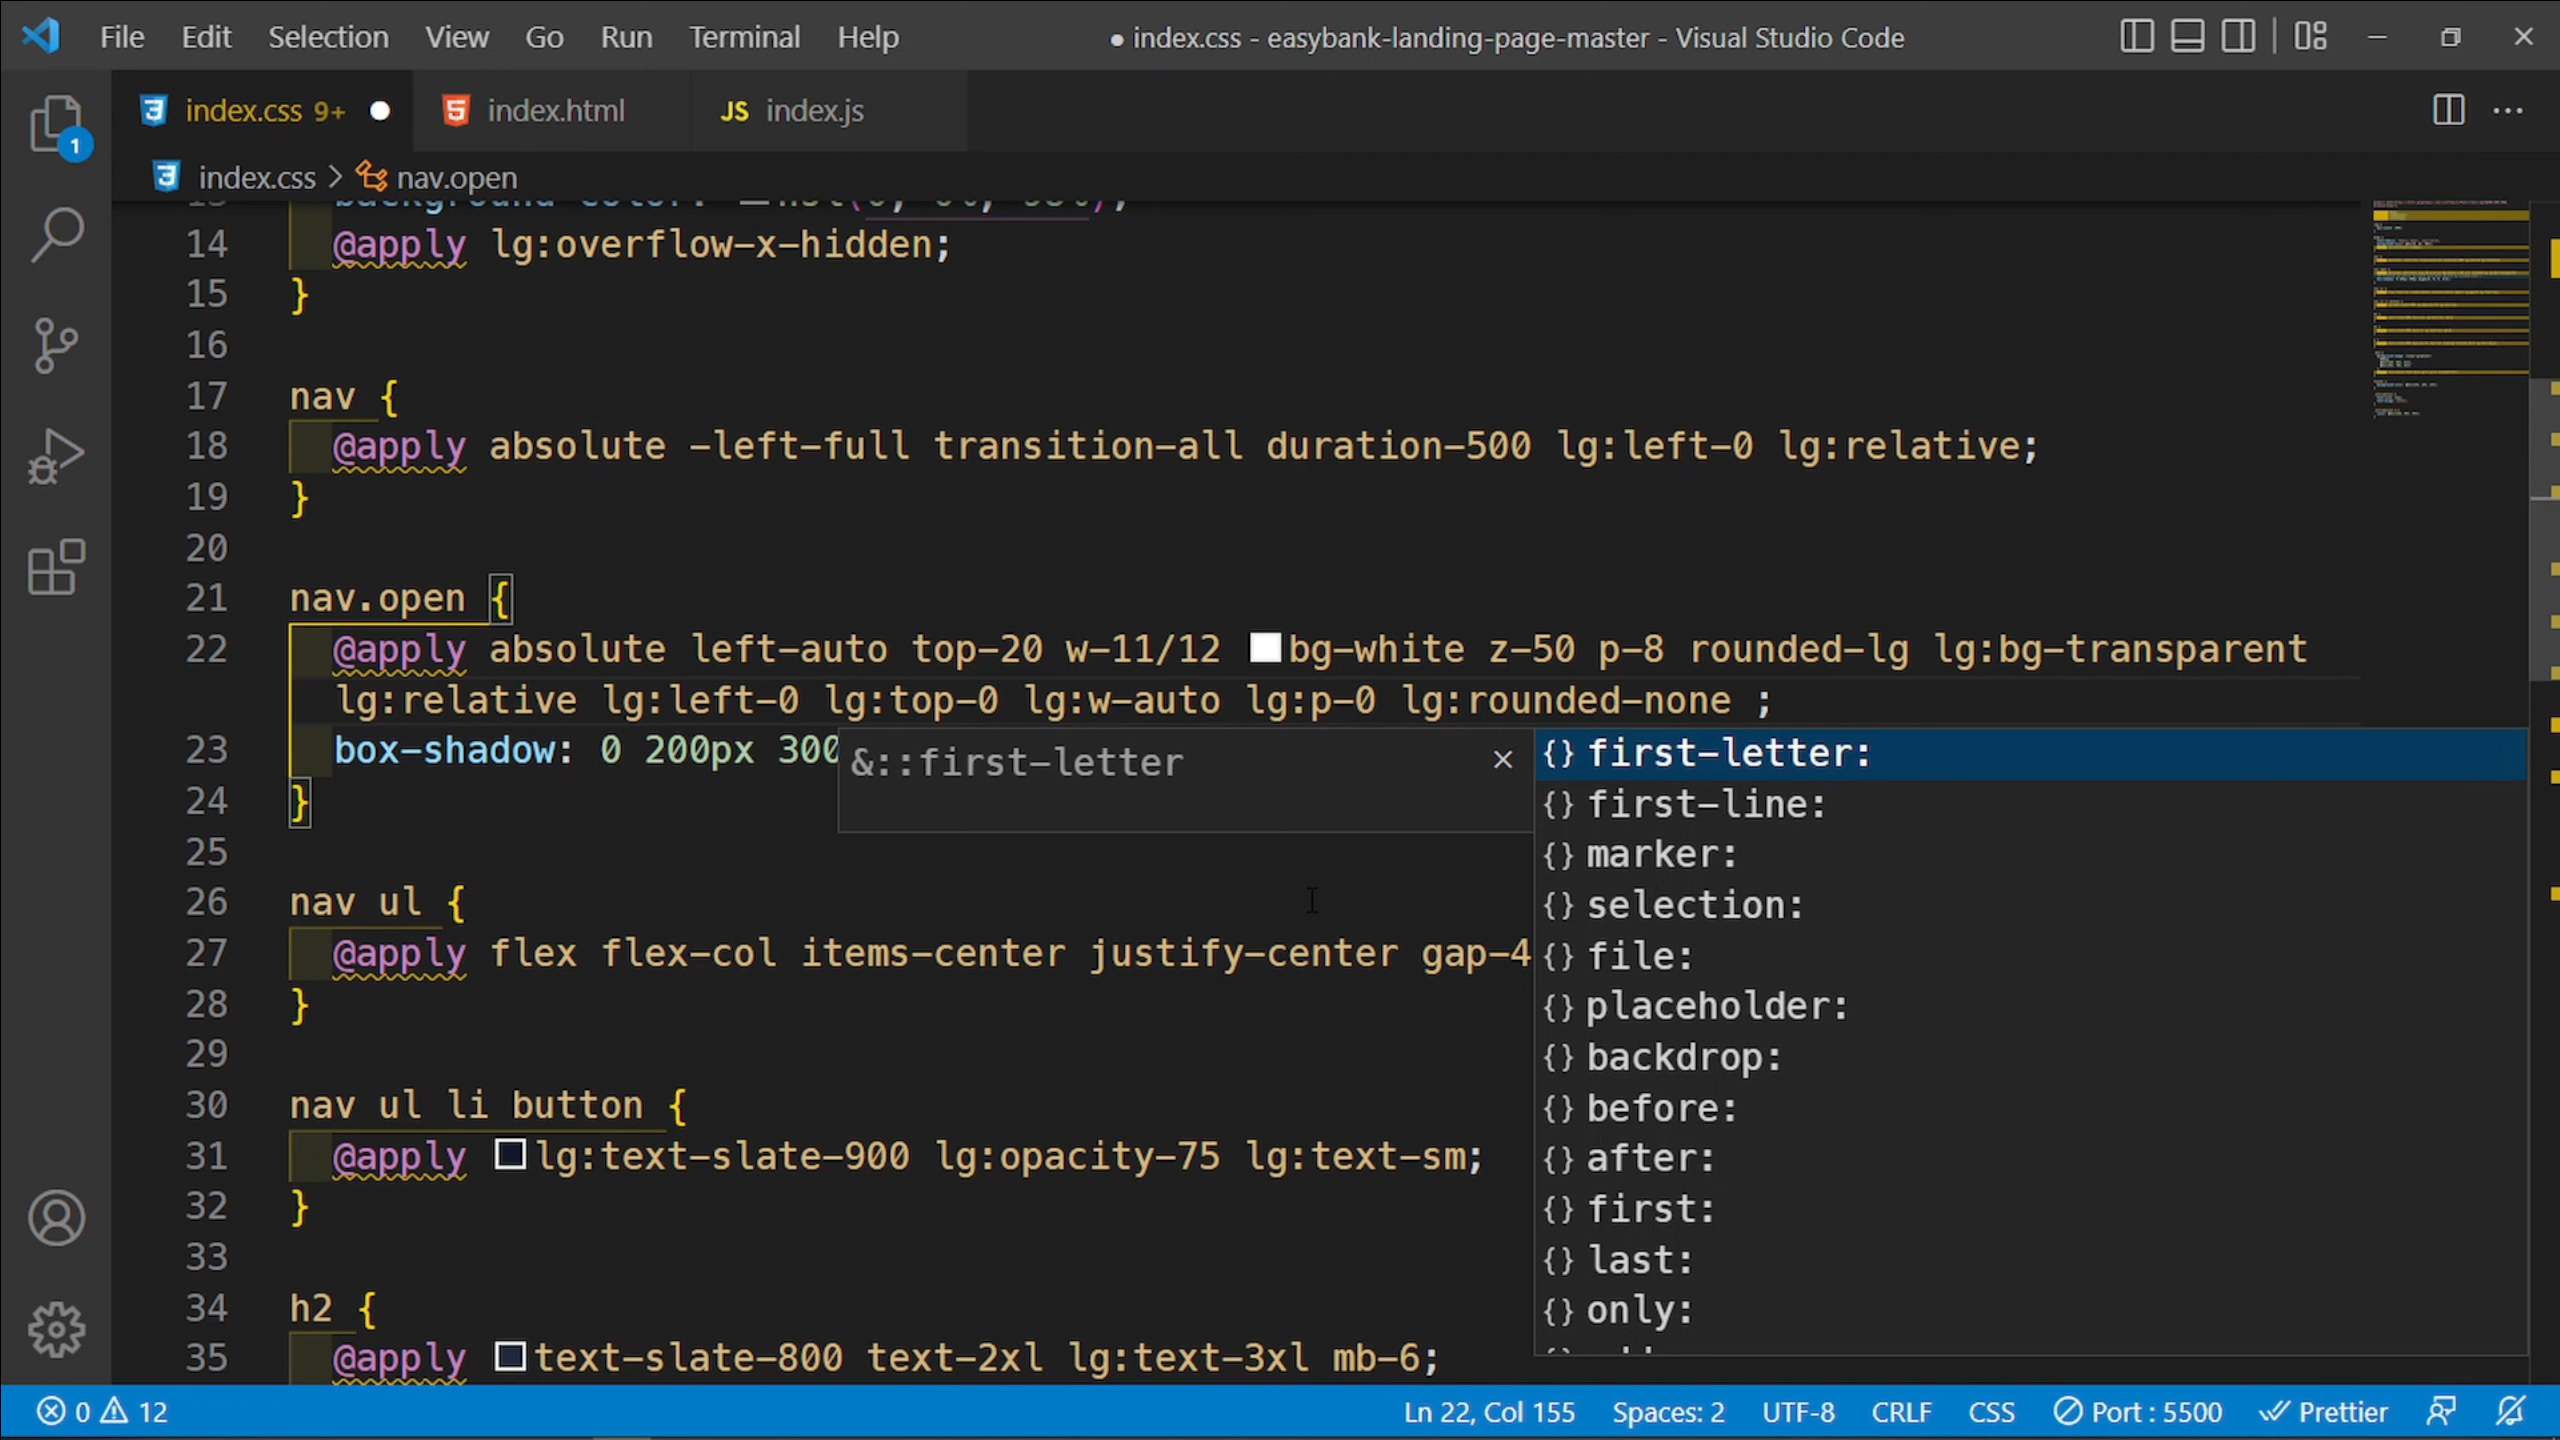 File Edit Selection View Go Run Terminal Help ● index.css - easybank-landing-page-master - Visual Studio Code
index.css 9+ ● index.html JS index.js
index.css > nav.open
14 @apply lg:overflow-x-hidden;
15 }
16
17 nav {
18 @apply absolute -left-full transition-all duration-500 lg:left-0 lg:relative;
19 }
20
21 nav.open {
22 @apply absolute left-auto top-20 w-11/12 bg-white z-50 p-8 rounded-lg lg:bg-transparent
lg:relative lg:left-0 lg:top-0 lg:w-auto lg:p-0 lg:rounded-none ;
23 box-shadow: 0 200px 300
24 }
25
26 nav ul {
27 @apply flex flex-col items-center justify-center gap-4
28 }
29
30 nav ul li button {
31 @apply lg:text-slate-900 lg:opacity-75 lg:text-sm;
32 }
33
34 h2 {
35 @apply text-slate-800 text-2xl lg:text-3xl mb-6;
&::first-letter ×
{} first-letter:
{} first-line:
{} marker:
{} selection:
{} file:
{} placeholder:
{} backdrop:
{} before:
{} after:
{} first:
{} last:
{} only:
1
0 12 Ln 22, Col 155 Spaces: 2 UTF-8 CRLF CSS Port : 5500 Prettier